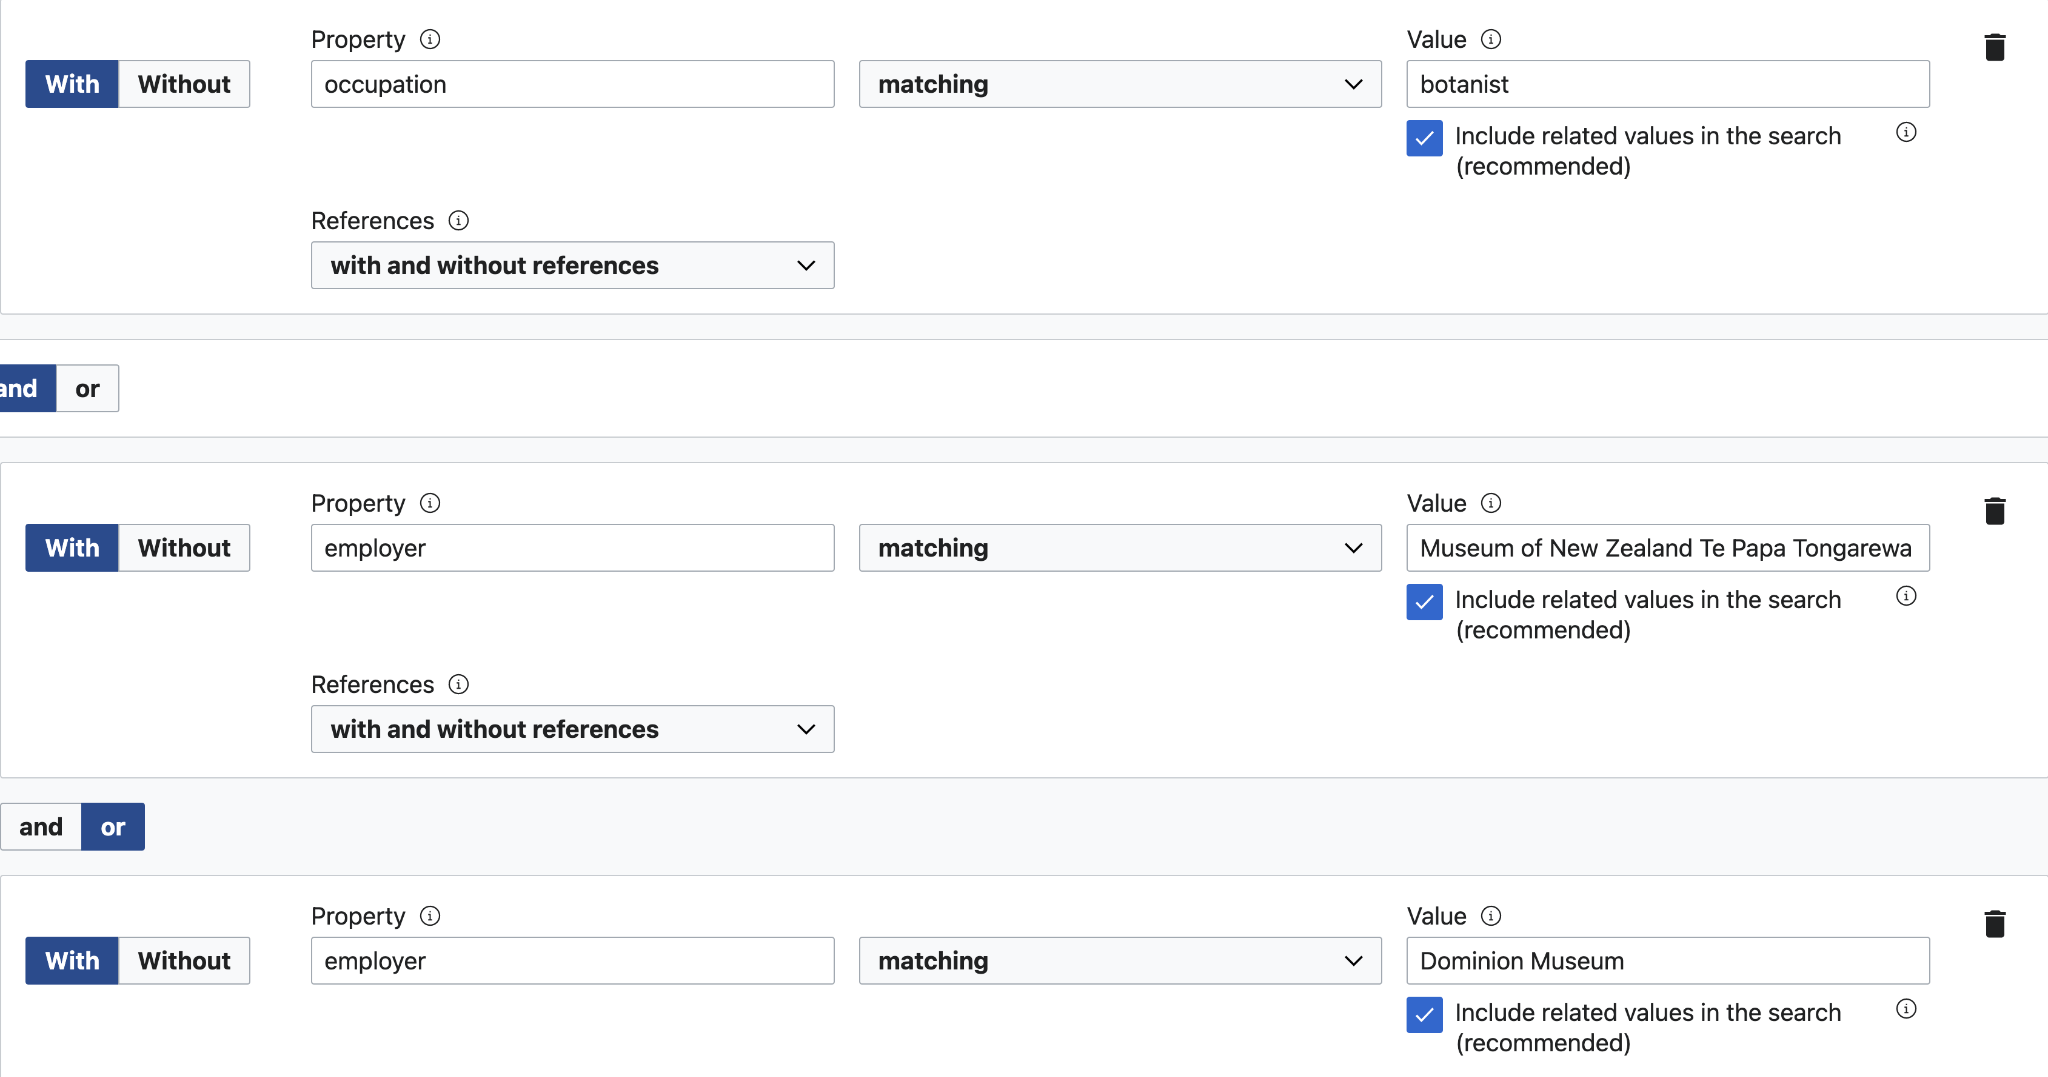 Property
Value
With Without occupation matching botanist
Include related values in the search
(recommended)
References
with and without references
and or
Property
Value
With Without employer matching Museum of New Zealand Te Papa Tongarewa
Include related values in the search
(recommended)
References
with and without references
and or
Property
Value
With Without employer matching Dominion Museum
Include related values in the search
(recommended)